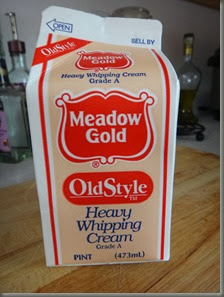 OPEN
SELL BY
OldStyle
Meadow
Gold
Heavy Whipping Cream
Grade A
Meadow
Gold
®
OldStyle
TM
Heavy
Whipping
Cream
Grade A
PINT (473mL)